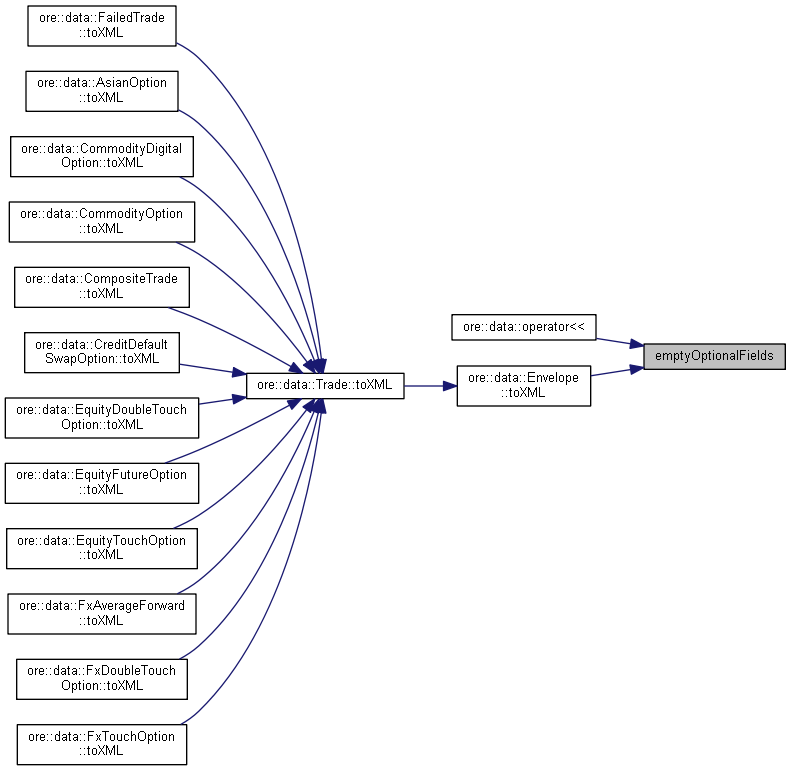 ore::data::FailedTrade
::toXML
ore::data::AsianOption
::toXML
ore::data::CommodityDigital
Option::toXML
ore::data::CommodityOption
::toXML
ore::data::CompositeTrade
::toXML
ore::data::CreditDefault
SwapOption::toXML
ore::data::EquityDoubleTouch
Option::toXML
ore::data::EquityFutureOption
::toXML
ore::data::EquityTouchOption
::toXML
ore::data::FxAverageForward
::toXML
ore::data::FxDoubleTouch
Option::toXML
ore::data::FxTouchOption
::toXML
ore::data::Trade::toXML
ore::data::operator<<
ore::data::Envelope
::toXML
emptyOptionalFields